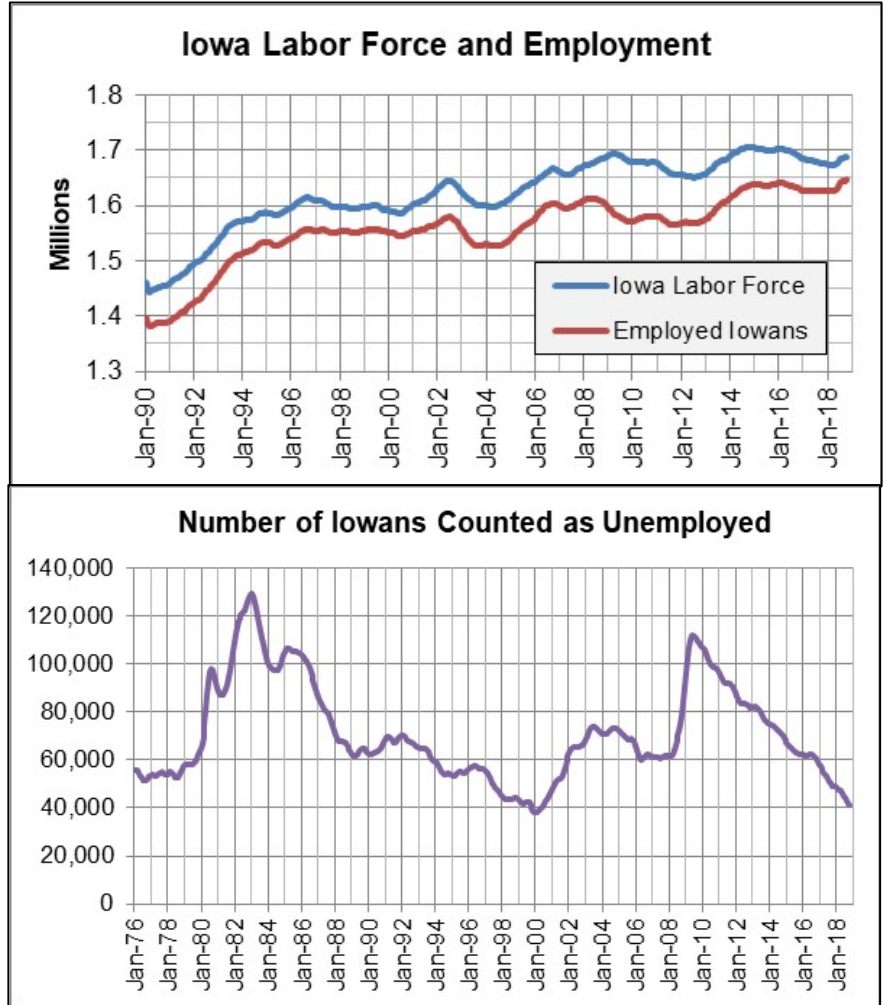 Iowa Labor Force and Employment
1.8
1.7
1.6
1.5
1.4
1.3
Millions
Iowa Labor Force
Employed Iowans
Jan-90
Jan-92
Jan-94
Jan-96
Jan-98
Jan-00
Jan-02
Jan-04
Jan-06
Jan-08
Jan-10
Jan-12
Jan-14
Jan-16
Jan-18
Number of Iowans Counted as Unemployed
140,000
120,000
100,000
80,000
60,000
40,000
20,000
0
Jan-76
Jan-78
Jan-80
Jan-82
Jan-84
Jan-86
Jan-88
Jan-90
Jan-92
Jan-94
Jan-96
Jan-98
Jan-00
Jan-02
Jan-04
Jan-06
Jan-08
Jan-10
Jan-12
Jan-14
Jan-16
Jan-18